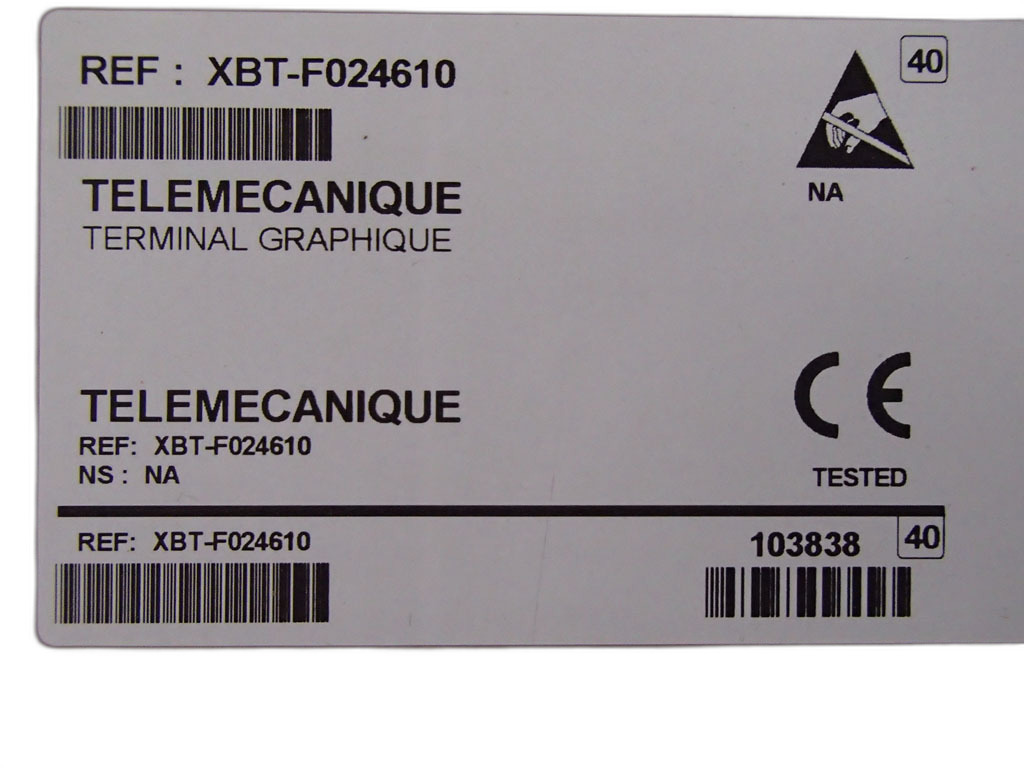 REF : XBT-F024610
40
TELEMECANIQUE
TERMINAL GRAPHIQUE
NA
TELEMECANIQUE
REF: XBT-F024610
NS : NA
CE
TESTED
REF: XBT-F024610
103838
40